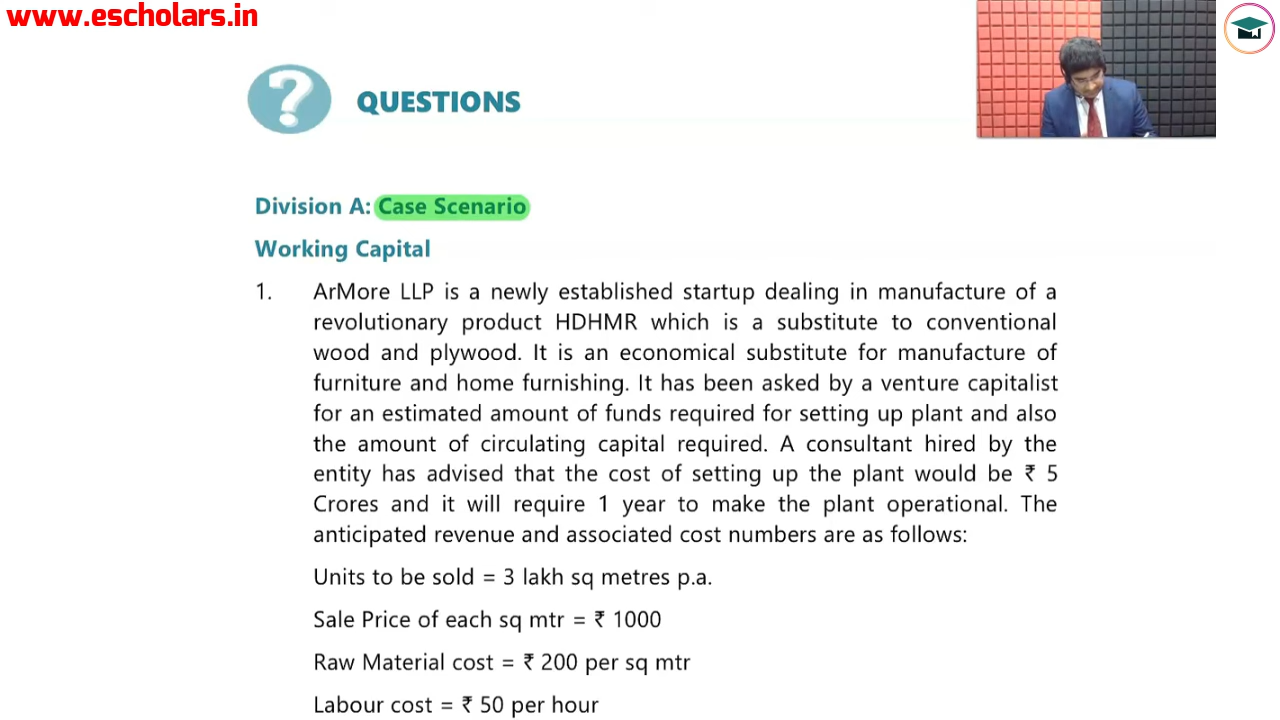 www.escholars.in
?
QUESTIONS
Division A: Case Scenario
Working Capital
1. ArMore LLP is a newly established startup dealing in manufacture of a
revolutionary product HDHMR which is a substitute to conventional
wood and plywood. It is an economical substitute for manufacture of
furniture and home furnishing. It has been asked by a venture capitalist
for an estimated amount of funds required for setting up plant and also
the amount of circulating capital required. A consultant hired by the
entity has advised that the cost of setting up the plant would be ₹ 5
Crores and it will require 1 year to make the plant operational. The
anticipated revenue and associated cost numbers are as follows:
Units to be sold = 3 lakh sq metres p.a.
Sale Price of each sq mtr = ₹ 1000
Raw Material cost = ₹ 200 per sq mtr
Labour cost = ₹ 50 per hour